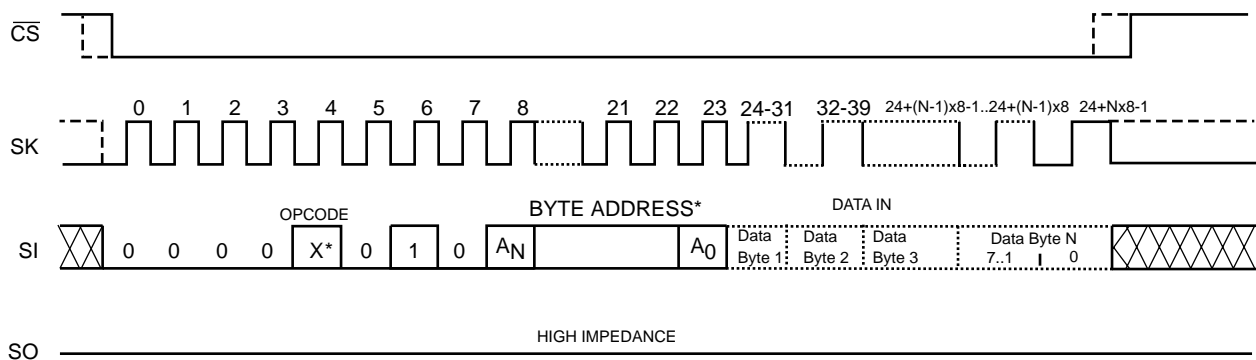 CS
0 1 2 3 4 5 6 7 8 21 22 23 24-31 32-39 24+(N-1)x8-1..24+(N-1)x8 24+Nx8-1
SK
OPCODE BYTE ADDRESS* DATA IN
SI 0 0 0 0 X* 0 1 0 AN A0 Data Byte 1 Data Byte 2 Data Byte 3 Data Byte N
7..1 0
HIGH IMPEDANCE
SO